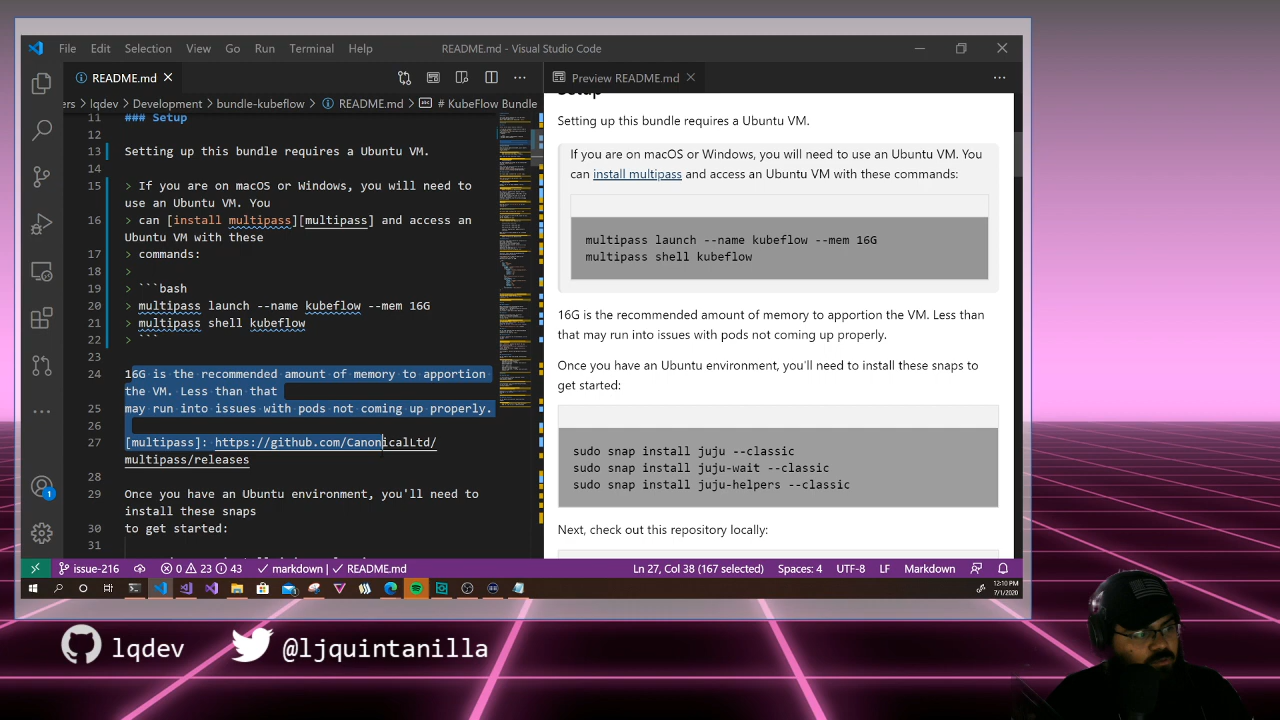 File Edit Selection View Go Run Terminal Help
README.md - Visual Studio Code
README.md
Preview README.md
lqdev > Development > bundle-kubeflow > README.md > # KubeFlow Bundle
11 ### Setup
12
13 Setting up this bundle requires a Ubuntu VM.
14
15 > If you are on macOS or Windows, you will need to
use an Ubuntu VM. You
16 > can [install multipass][multipass] and access an
Ubuntu VM with these
17 > commands:
18 >
19 > ```bash
20 > multipass launch --name kubeflow --mem 16G
21 > multipass shell kubeflow
22 > ```
23
24 16G is the recommended amount of memory to apportion
the VM. Less than that
25 may run into issues with pods not coming up properly.
26
27 [multipass]: https://github.com/CanonicalLtd/
multipass/releases
28
29 Once you have an Ubuntu environment, you'll need to
install these snaps
30 to get started:
31
Setup
Setting up this bundle requires a Ubuntu VM.
If you are on macOS or Windows, you will need to use an Ubuntu VM. You
can install multipass and access an Ubuntu VM with these commands:
multipass launch --name kubeflow --mem 16G
multipass shell kubeflow
16G is the recommended amount of memory to apportion the VM. Less than
that may run into issues with pods not coming up properly.
Once you have an Ubuntu environment, you'll need to install these snaps to
get started:
sudo snap install juju --classic
sudo snap install juju-wait --classic
sudo snap install juju-helpers --classic
Next, check out this repository locally:
1
issue-216 0 23 43 markdown | README.md Ln 27, Col 38 (167 selected) Spaces: 4 UTF-8 LF Markdown
12:10 PM
7/1/2020
lqdev @ljquintanilla